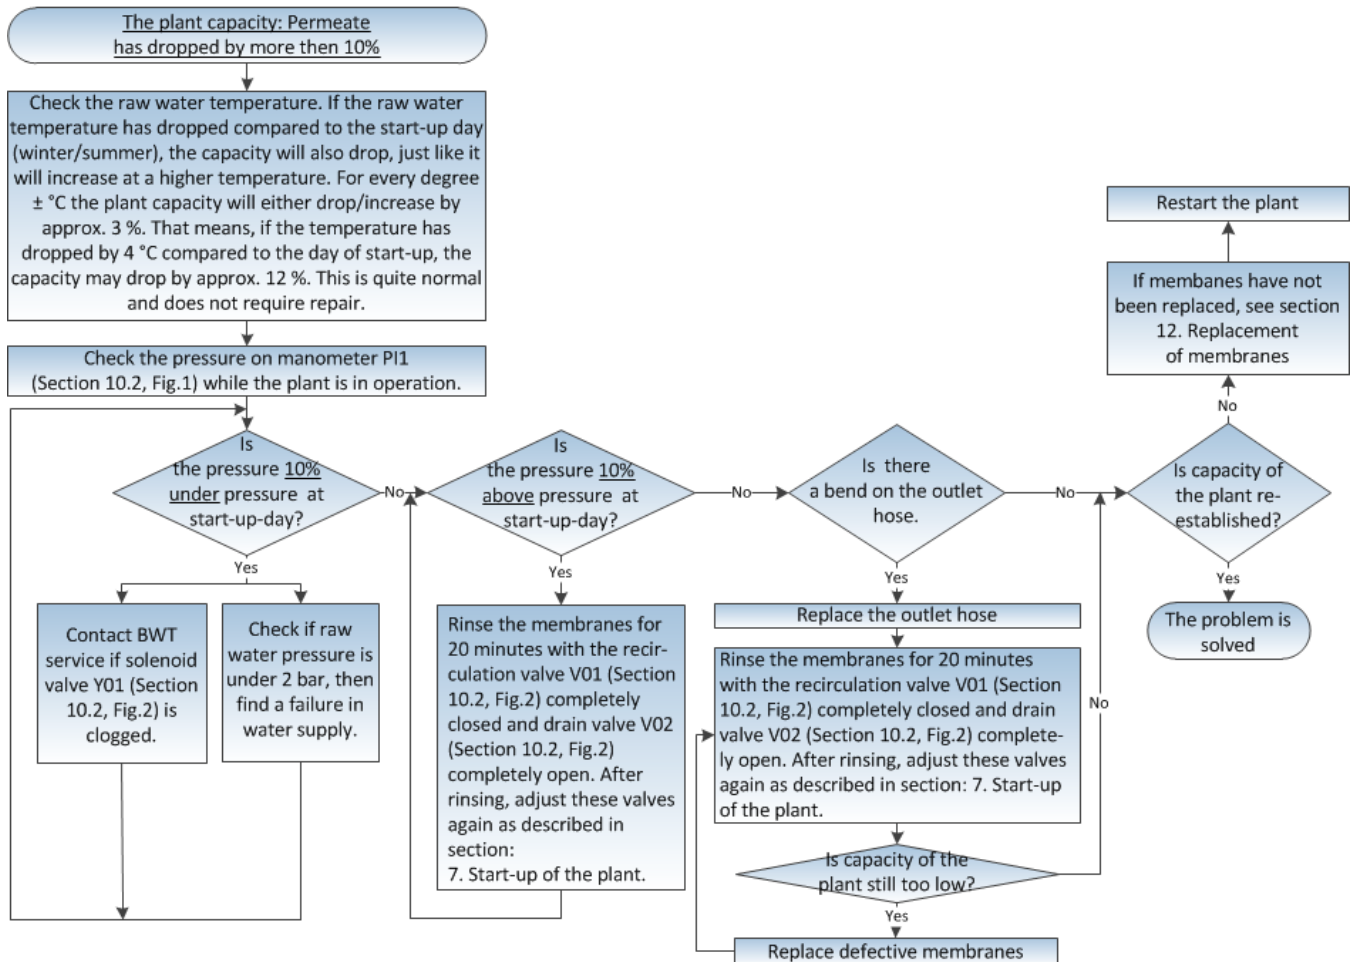 The plant capacity: Permeate
has dropped by more then 10%
Check the raw water temperature. If the raw water
temperature has dropped compared to the start-up day
(winter/summer), the capacity will also drop, just like it
will increase at a higher temperature. For every degree
± °C the plant capacity will either drop/increase by
approx. 3 %. That means, if the temperature has
dropped by 4 °C compared to the day of start-up, the
capacity may drop by approx. 12 %. This is quite normal
and does not require repair.
Check the pressure on manometer PI1
(Section 10.2, Fig.1) while the plant is in operation.
Is
the pressure 10%
under pressure at
start-up-day?
No
Yes
Contact BWT
service if solenoid
valve Y01 (Section
10.2, Fig.2) is
clogged.
Check if raw
water pressure is
under 2 bar, then
find a failure in
water supply.
Is
the pressure 10%
above pressure at
start-up-day?
No
Yes
Rinse the membranes for
20 minutes with the recir-
culation valve V01 (Section
10.2, Fig.2) completely
closed and drain valve V02
(Section 10.2, Fig.2)
completely open. After
rinsing, adjust these valves
again as described in
section:
7. Start-up of the plant.
Is there
a bend on the outlet
hose.
No
Yes
Replace the outlet hose
Rinse the membranes for 20 minutes
with the recirculation valve V01 (Section
10.2, Fig.2) completely closed and drain
valve V02 (Section 10.2, Fig.2) complete-
ly open. After rinsing, adjust these valves
again as described in section: 7. Start-up
of the plant.
Is capacity of the
plant still too low?
No
Yes
Replace defective membranes
Is capacity of
the plant re-
established?
No
If membanes have not
been replaced, see section
12. Replacement
of membranes
Restart the plant
Yes
The problem is
solved